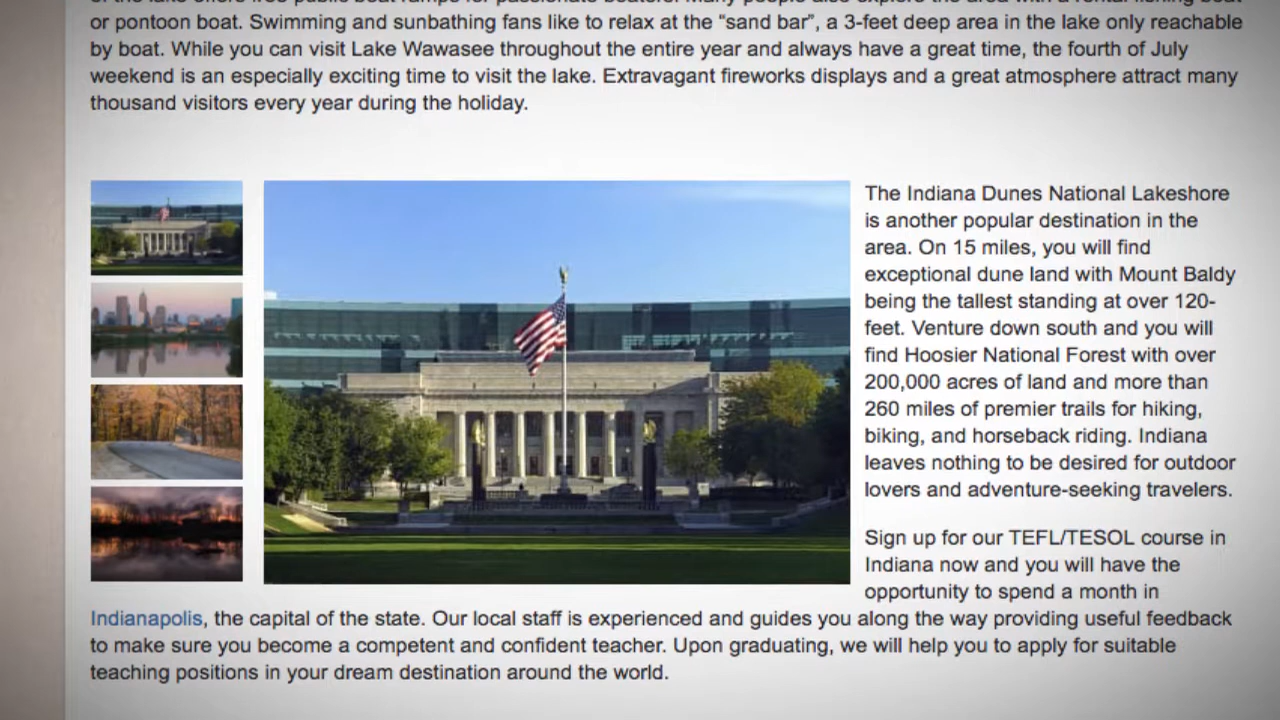 or pontoon boat. Swimming and sunbathing fans like to relax at the “sand bar”, a 3-feet deep area in the lake only reachable
by boat. While you can visit Lake Wawasee throughout the entire year and always have a great time, the fourth of July
weekend is an especially exciting time to visit the lake. Extravagant fireworks displays and a great atmosphere attract many
thousand visitors every year during the holiday.
The Indiana Dunes National Lakeshore
is another popular destination in the
area. On 15 miles, you will find
exceptional dune land with Mount Baldy
being the tallest standing at over 120-
feet. Venture down south and you will
find Hoosier National Forest with over
200,000 acres of land and more than
260 miles of premier trails for hiking,
biking, and horseback riding. Indiana
leaves nothing to be desired for outdoor
lovers and adventure-seeking travelers.
Sign up for our TEFL/TESOL course in
Indiana now and you will have the
opportunity to spend a month in
Indianapolis, the capital of the state. Our local staff is experienced and guides you along the way providing useful feedback
to make sure you become a competent and confident teacher. Upon graduating, we will help you to apply for suitable
teaching positions in your dream destination around the world.